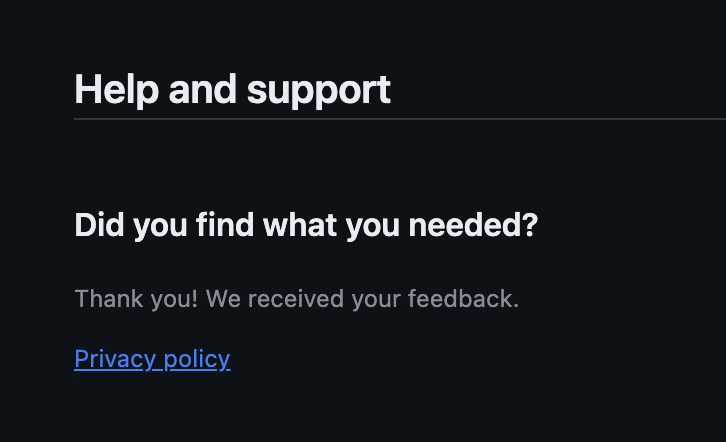 Help and support
Did you find what you needed?
Thank you! We received your feedback.
Privacy policy